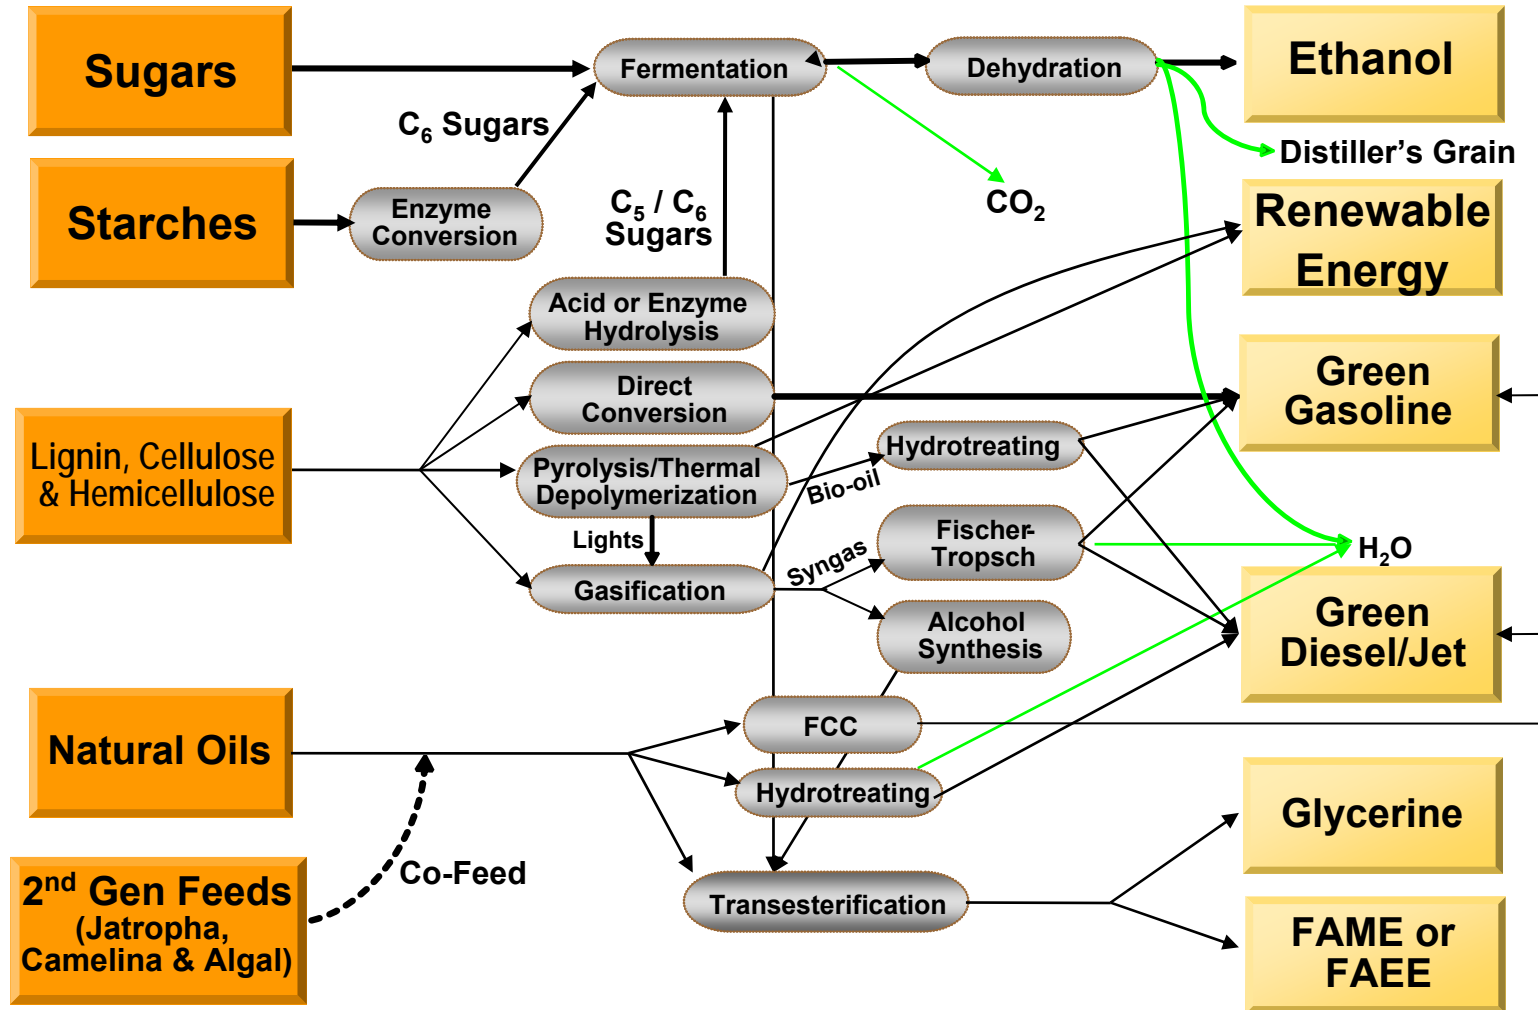 Sugars
Fermentation
Dehydration
Ethanol
C6 Sugars
Distiller's Grain
Starches
Enzyme
Conversion
C5 / C6
Sugars
CO2
Renewable
Energy
Acid or Enzyme
Hydrolysis
Direct
Conversion
Green
Gasoline
Lignin, Cellulose
& Hemicellulose
Pyrolysis/Thermal
Depolymerization
Bio-oil
Hydrotreating
Lights
Gasification
Syngas
Fischer-
Tropsch
H2O
Alcohol
Synthesis
Green
Diesel/Jet
Natural Oils
FCC
Hydrotreating
Glycerine
2nd Gen Feeds
(Jatropha,
Camelina & Algal)
Co-Feed
Transesterification
FAME or
FAEE